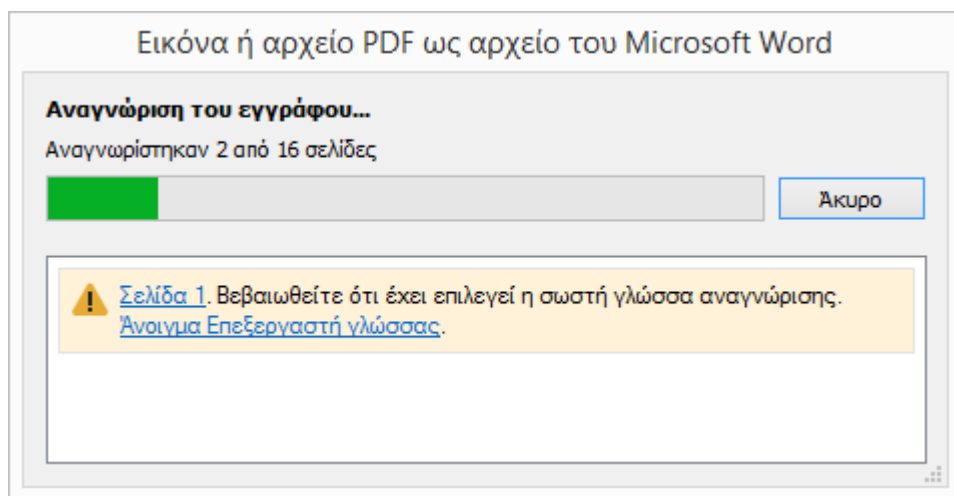 Εικόνα ή αρχείο PDF ως αρχείο του Microsoft Word
Αναγνώριση του εγγράφου...
Αναγνωρίστηκαν 2 από 16 σελίδες
Άκυρο
Σελίδα 1. Βεβαιωθείτε ότι έχει επιλεγεί η σωστή γλώσσα αναγνώρισης.
Άνοιγμα Επεξεργαστή γλώσσας.